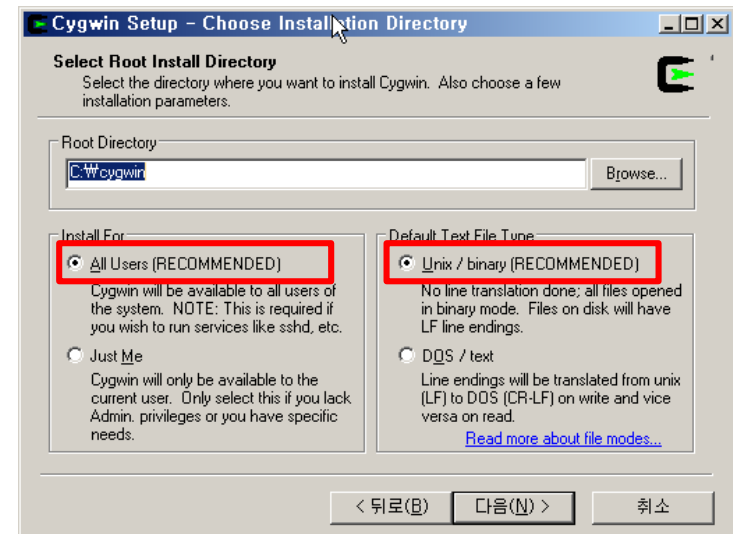 Cygwin Setup - Choose Installation Directory
Select Root Install Directory
Select the directory where you want to install Cygwin. Also choose a few
installation parameters.
Root Directory
C:₩cygwin
Browse...
Install For
All Users (RECOMMENDED)
Cygwin will be available to all users of
the system. NOTE: This is required if
you wish to run services like sshd, etc.
Just Me
Cygwin will only be available to the
current user. Only select this if you lack
Admin. privileges or you have specific
needs.
Default Text File Type
Unix / binary (RECOMMENDED)
No line translation done; all files opened
in binary mode. Files on disk will have
LF line endings.
DOS / text
Line endings will be translated from unix
(LF) to DOS (CR-LF) on write and vice
versa on read.
Read more about file modes...
< 뒤로(B)
다음(N) >
취소